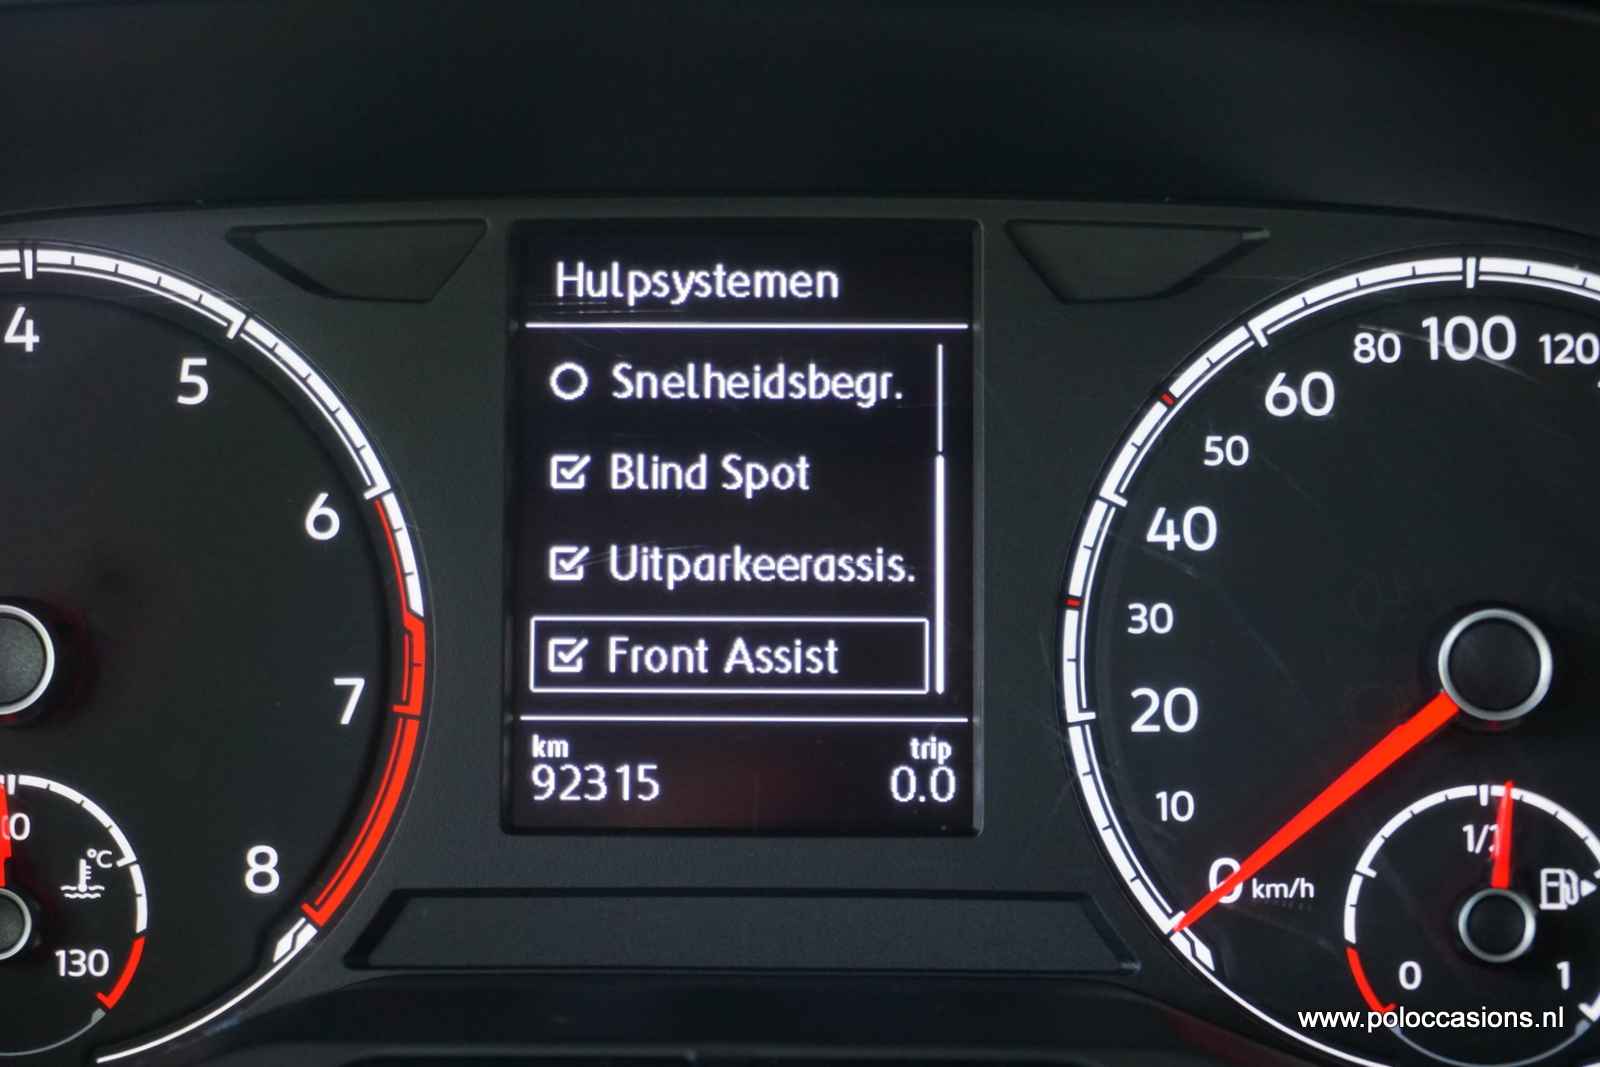 Hulpsystemen
Snelheidsbegr.
Blind Spot
Uitparkeerassis.
Front Assist
km
trip
92315
0.0
4
5
6
7
8
°C
130
0
10
20
30
40
50
60
80
100
120
km/h
1/2
0
1
www.poloccasions.nl